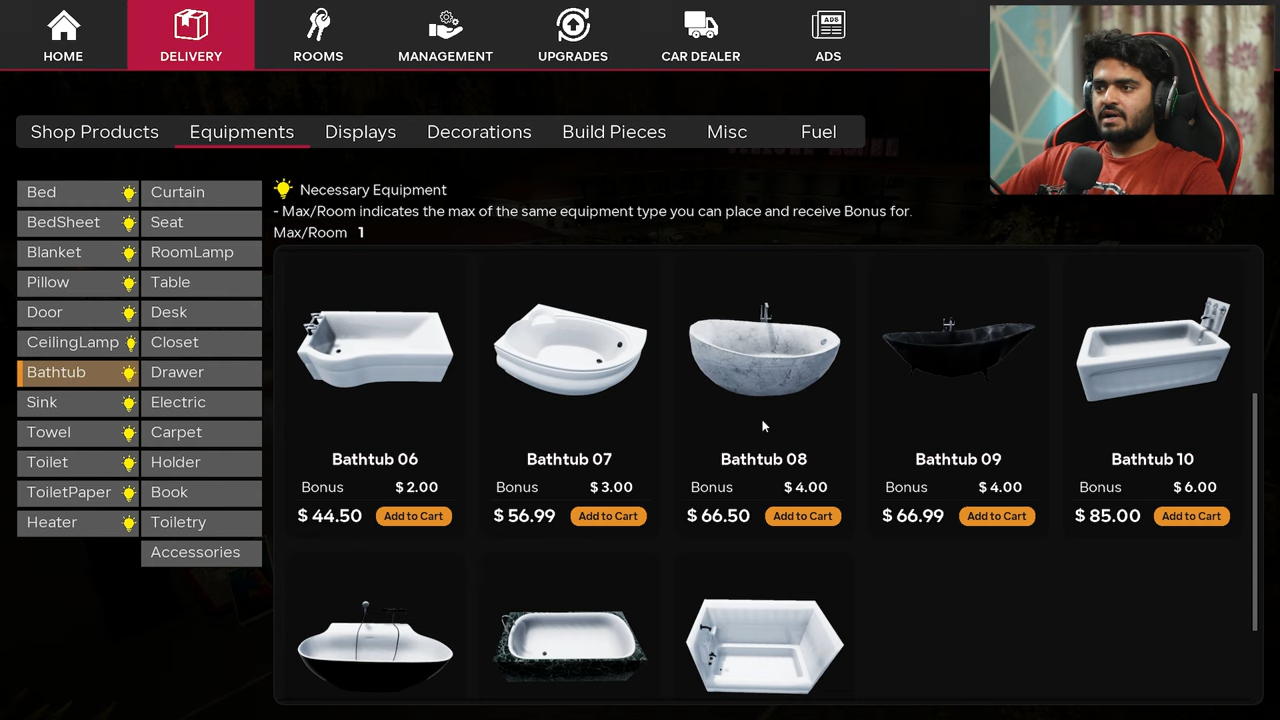 HOME
DELIVERY
ROOMS
MANAGEMENT
UPGRADES
CAR DEALER
ADS
ADS
Shop Products
Equipments
Displays
Decorations
Build Pieces
Misc
Fuel
Bed
Curtain
BedSheet
Seat
Blanket
RoomLamp
Pillow
Table
Door
Desk
CeilingLamp
Closet
Bathtub
Drawer
Sink
Electric
Towel
Carpet
Toilet
Holder
ToiletPaper
Book
Heater
Toiletry
Accessories
Necessary Equipment
- Max/Room indicates the max of the same equipment type you can place and receive Bonus for.
Max/Room 1
Bathtub 06
Bonus $ 2.00
$ 44.50 Add to Cart
Bathtub 07
Bonus $ 3.00
$ 56.99 Add to Cart
Bathtub 08
Bonus $ 4.00
$ 66.50 Add to Cart
Bathtub 09
Bonus $ 4.00
$ 66.99 Add to Cart
Bathtub 10
Bonus $ 6.00
$ 85.00 Add to Cart